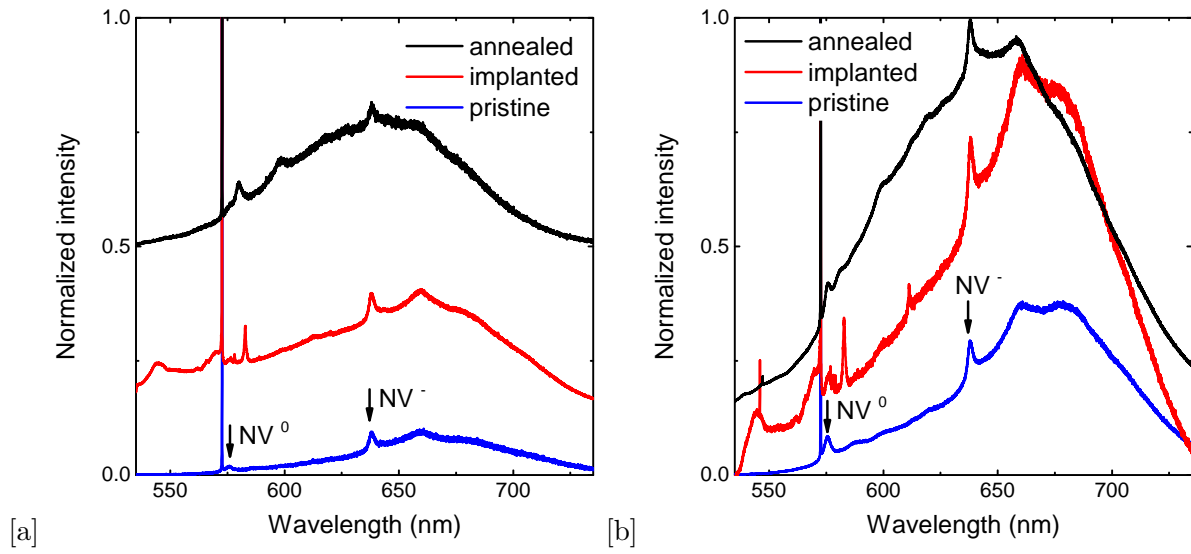 1.0
annealed
implanted
pristine
Normalized intensity
0.5
NV 0
NV -
0.0
550 600 650 700
Wavelength (nm)
[a]
1.0
annealed
implanted
pristine
Normalized intensity
0.5
NV -
NV 0
0.0
550 600 650 700
Wavelength (nm)
[b]